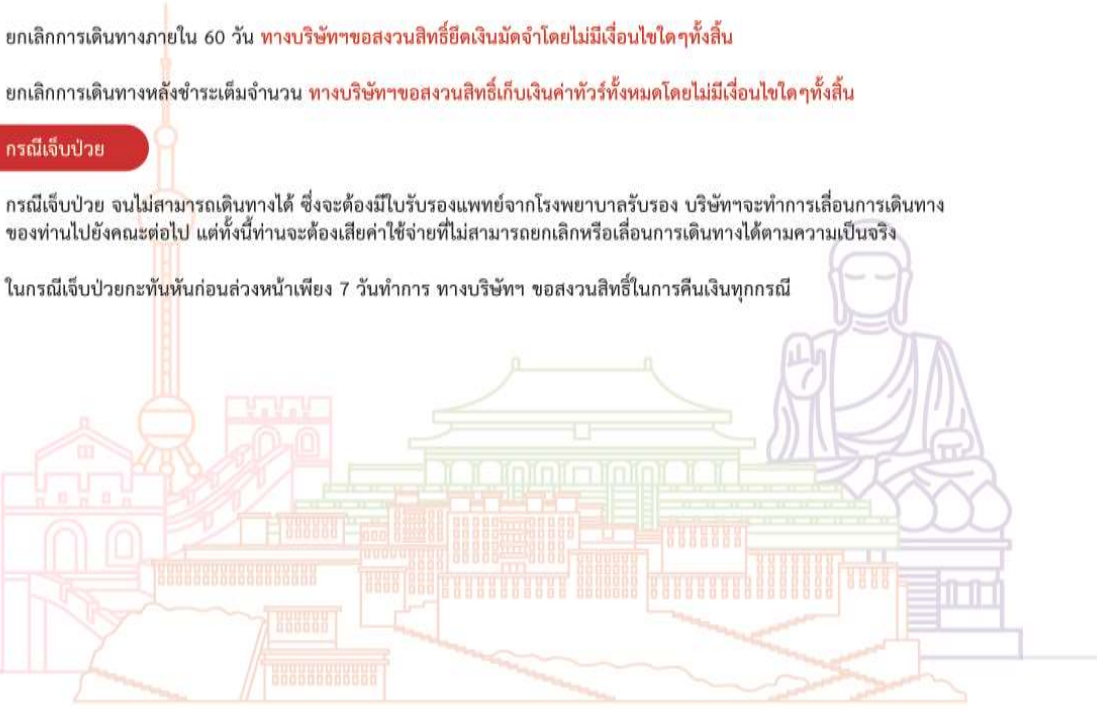 ยกเลิกการเดินทางภายใน 60 วัน ทางบริษัทฯขอสงวนสิทธิ์ยึดเงินมัดจำโดยไม่มีเงื่อนไขใดๆทั้งสิ้น
ยกเลิกการเดินทางหลังชำระเต็มจำนวน ทางบริษัทฯขอสงวนสิทธิ์เก็บเงินค่าทัวร์ทั้งหมดโดยไม่มีเงื่อนไขใดๆทั้งสิ้น
กรณีเจ็บป่วย
กรณีเจ็บป่วย จนไม่สามารถเดินทางได้ ซึ่งจะต้องมีใบรับรองแพทย์จากโรงพยาบาลรับรอง บริษัทฯจะทำการเลื่อนการเดินทาง
ของท่านไปยังคณะต่อไป แต่ทั้งนี้ท่านจะต้องเสียค่าใช้จ่ายที่ไม่สามารถยกเลิกหรือเลื่อนการเดินทางได้ตามความเป็นจริง
ในกรณีเจ็บป่วยกะทันหันก่อนล่วงหน้าเพียง 7 วันทำการ ทางบริษัทฯ ขอสงวนสิทธิ์ในการคืนเงินทุกกรณี